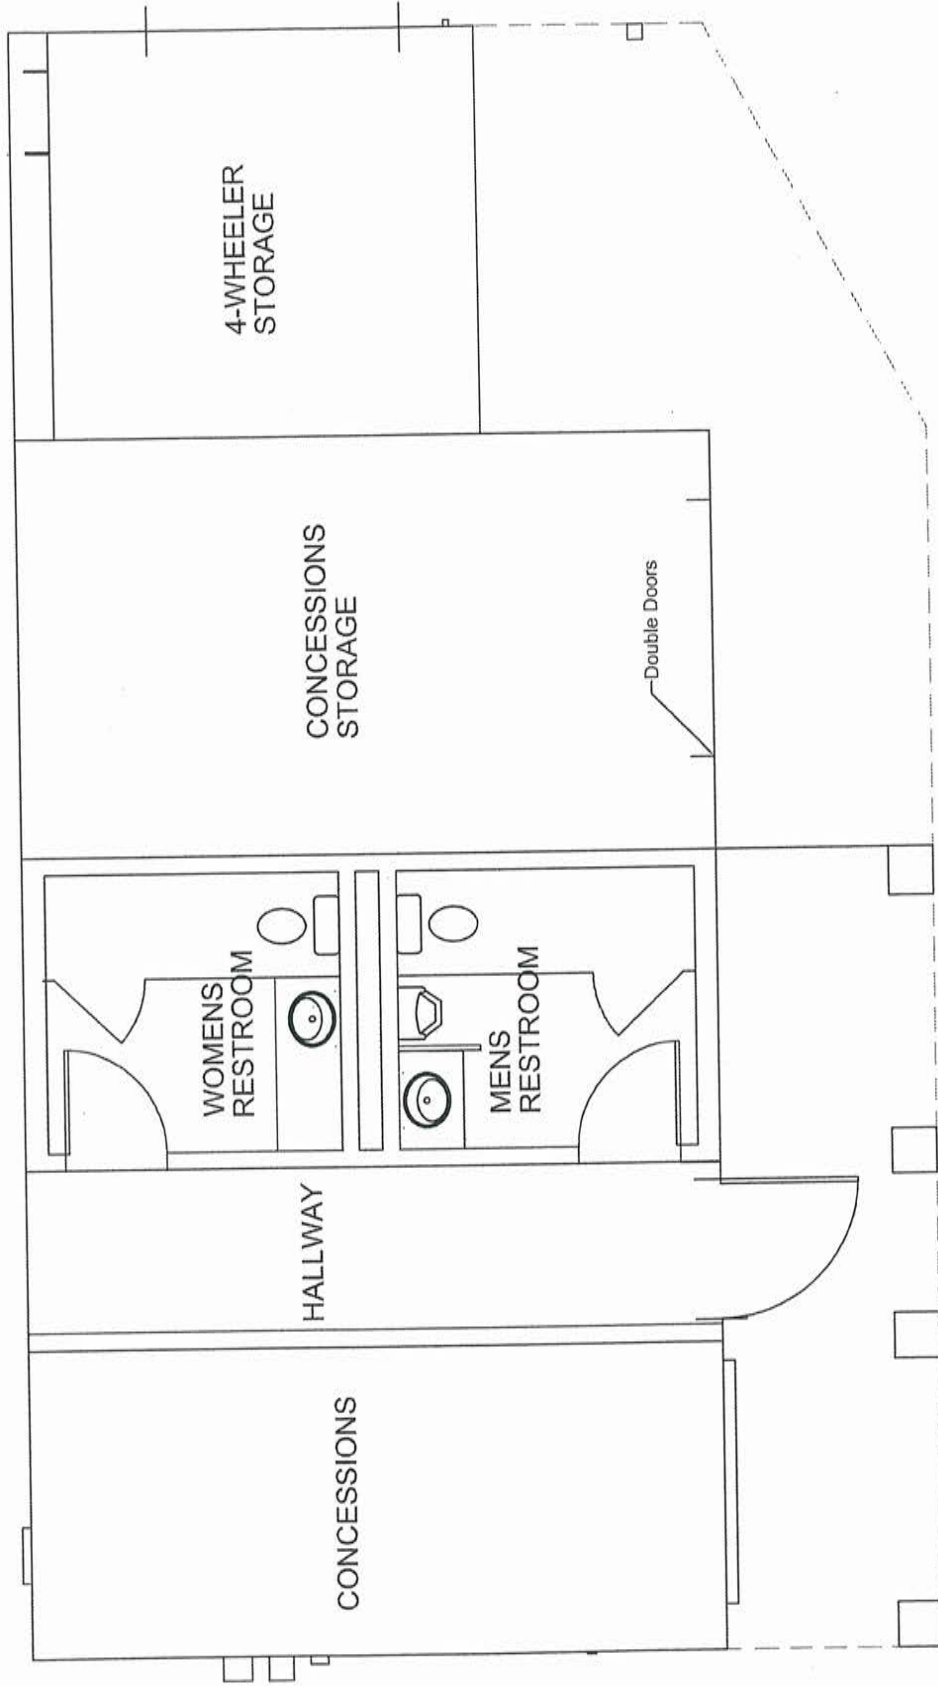 CONCESSIONS
HALLWAY
WOMENS
RESTROOM
MENS
RESTROOM
CONCESSIONS
STORAGE
Double Doors
4-WHEELER
STORAGE